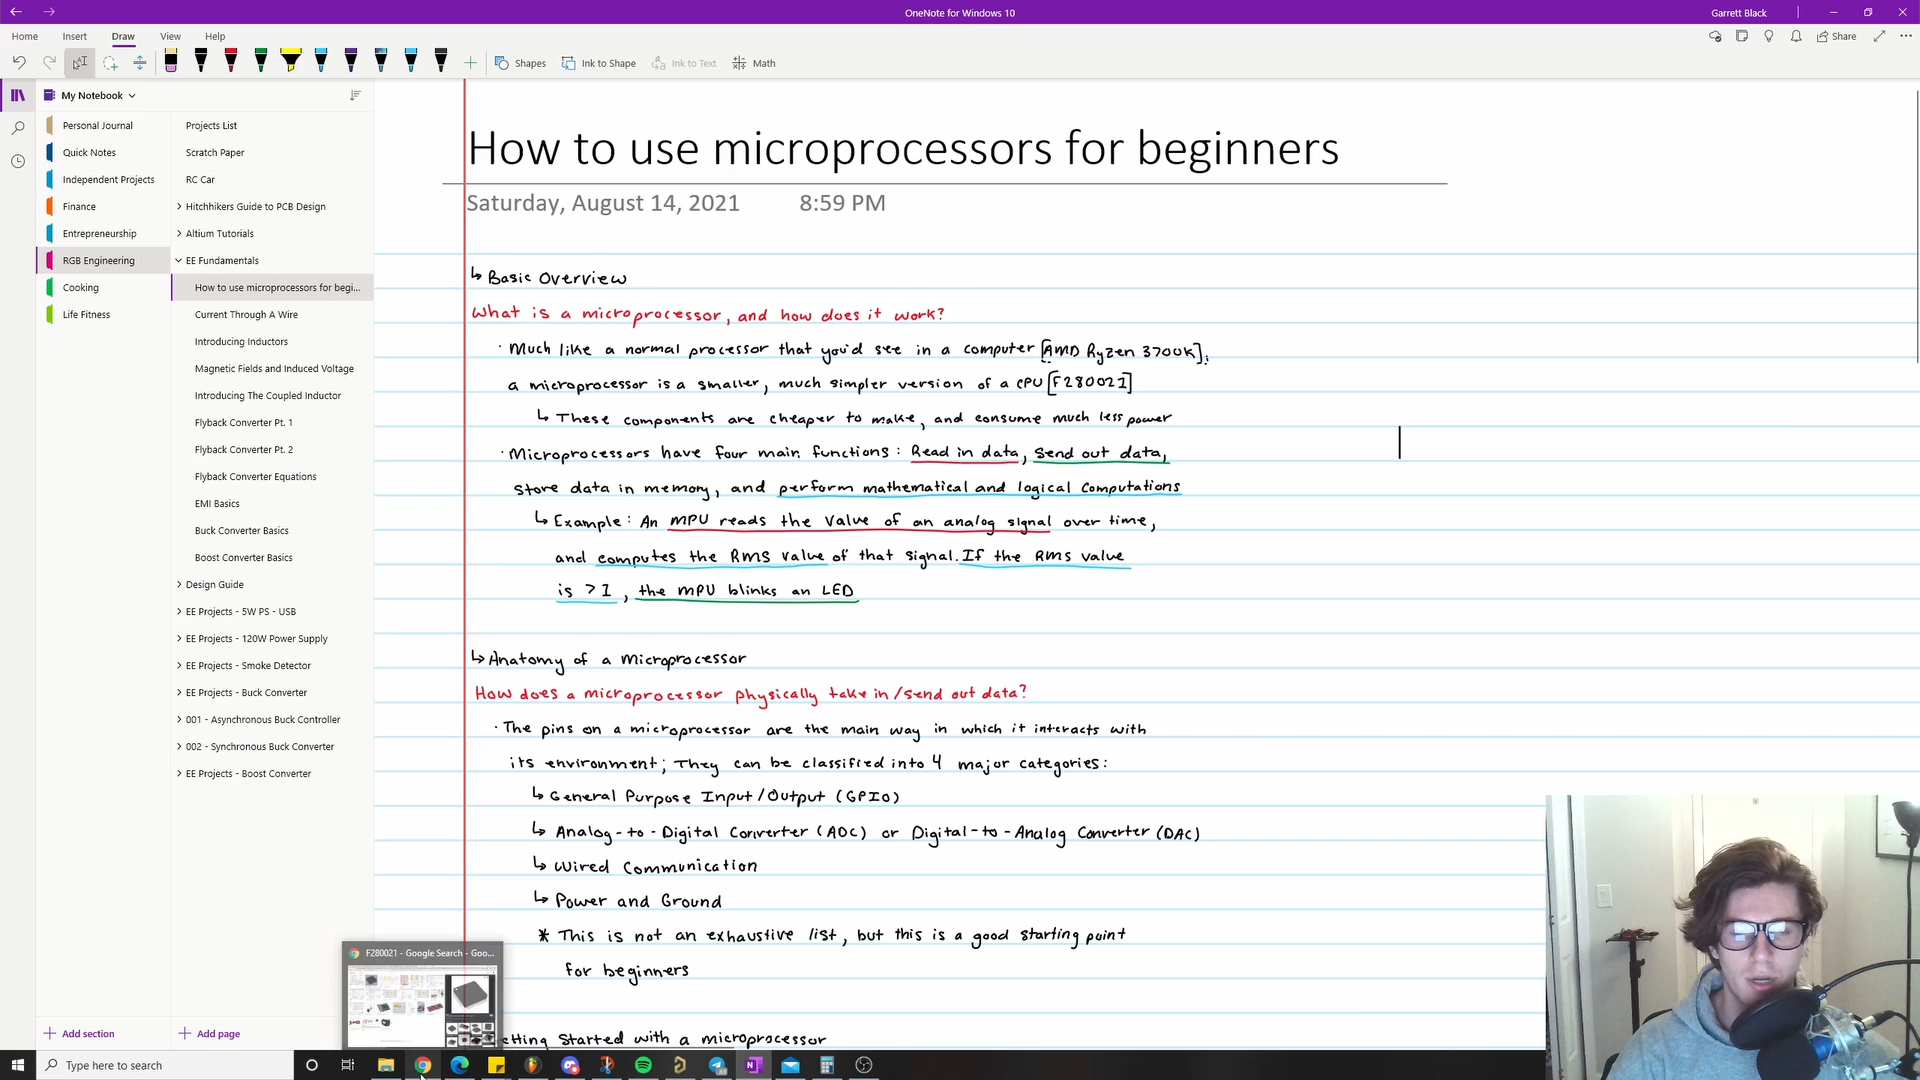 OneNote for Windows 10
Garrett Black
Home
Insert
Draw
View
Help
Share
Shapes
Ink to Shape
Ink to Text
Math
My Notebook
Personal Journal
Quick Notes
Independent Projects
Finance
Entrepreneurship
RGB Engineering
Cooking
Life Fitness
Add section
Projects List
Scratch Paper
RC Car
Hitchhikers Guide to PCB Design
Altium Tutorials
EE Fundamentals
How to use microprocessors for begi...
Current Through A Wire
Introducing Inductors
Magnetic Fields and Induced Voltage
Introducing The Coupled Inductor
Flyback Converter Pt. 1
Flyback Converter Pt. 2
Flyback Converter Equations
EMI Basics
Buck Converter Basics
Boost Converter Basics
Design Guide
EE Projects - 5W PS - USB
EE Projects - 120W Power Supply
EE Projects - Smoke Detector
EE Projects - Buck Converter
001 - Asynchronous Buck Controller
002 - Synchronous Buck Converter
EE Projects - Boost Converter
Add page
How to use microprocessors for beginners
Saturday, August 14, 2021 8:59 PM
↳ Basic Overview
What is a microprocessor, and how does it work?
· Much like a normal processor that you'd see in a computer [AMD Ryzen 3700K],
a microprocessor is a smaller, much simpler version of a CPU [F280021]
↳ These components are cheaper to make, and consume much less power
· Microprocessors have four main functions: Read in data, Send out data,
store data in memory, and perform mathematical and logical computations
↳ Example: An MPU reads the value of an analog signal over time,
and computes the RMS value of that signal. If the RMS value
is > 1, the MPU blinks an LED
↳ Anatomy of a Microprocessor
How does a microprocessor physically take in/send out data?
· The pins on a microprocessor are the main way in which it interacts with
its environment; They can be classified into 4 major categories:
↳ General Purpose Input/Output (GPIO)
↳ Analog-to-Digital Converter (ADC) or Digital-to-Analog Converter (DAC)
↳ Wired Communication
↳ Power and Ground
* This is not an exhaustive list, but this is a good starting point
for beginners
etting Started with a microprocessor
F280021 - Google Search - Goo...
Type here to search